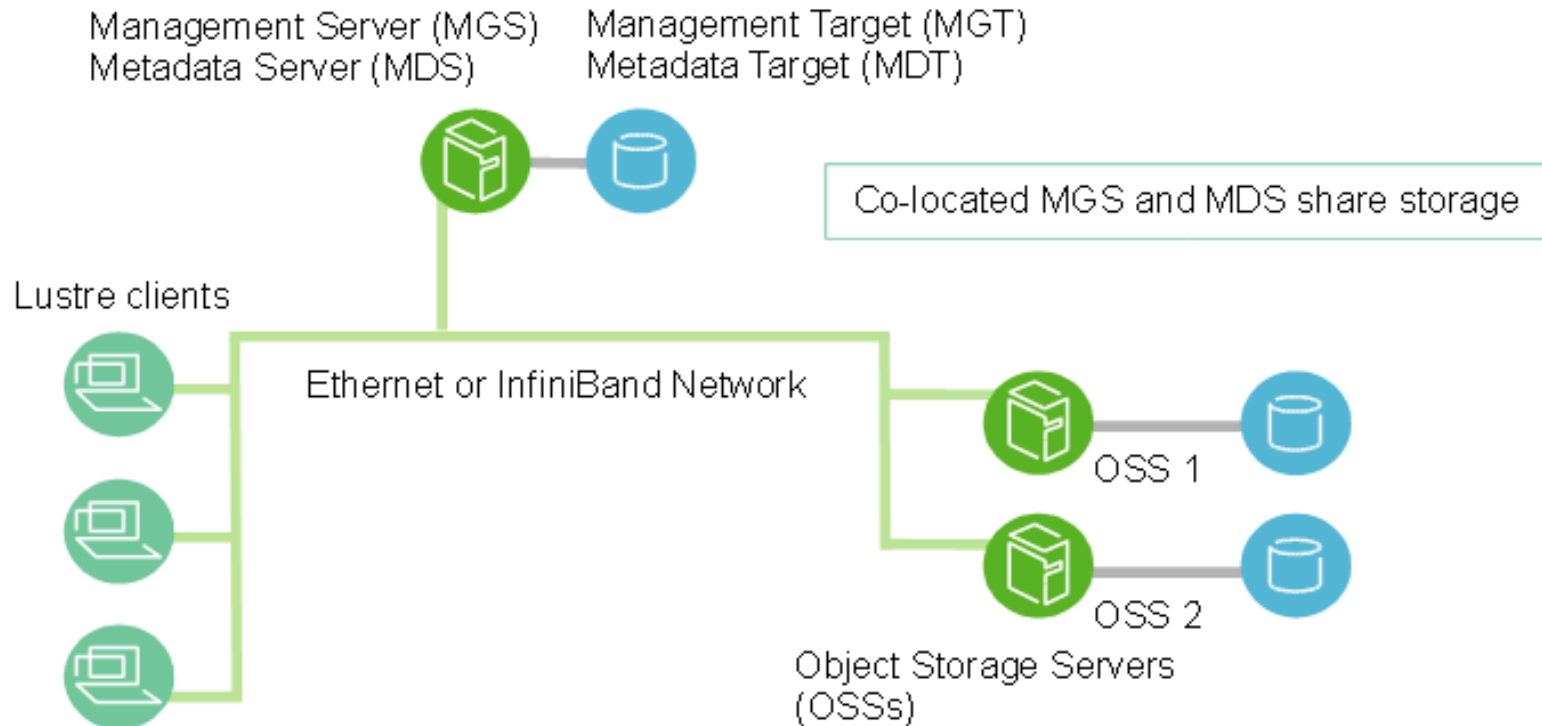 Management Server (MGS)
Metadata Server (MDS)
Management Target (MGT)
Metadata Target (MDT)
Co-located MGS and MDS share storage
Lustre clients
Ethernet or InfiniBand Network
OSS 1
OSS 2
Object Storage Servers
(OSSs)